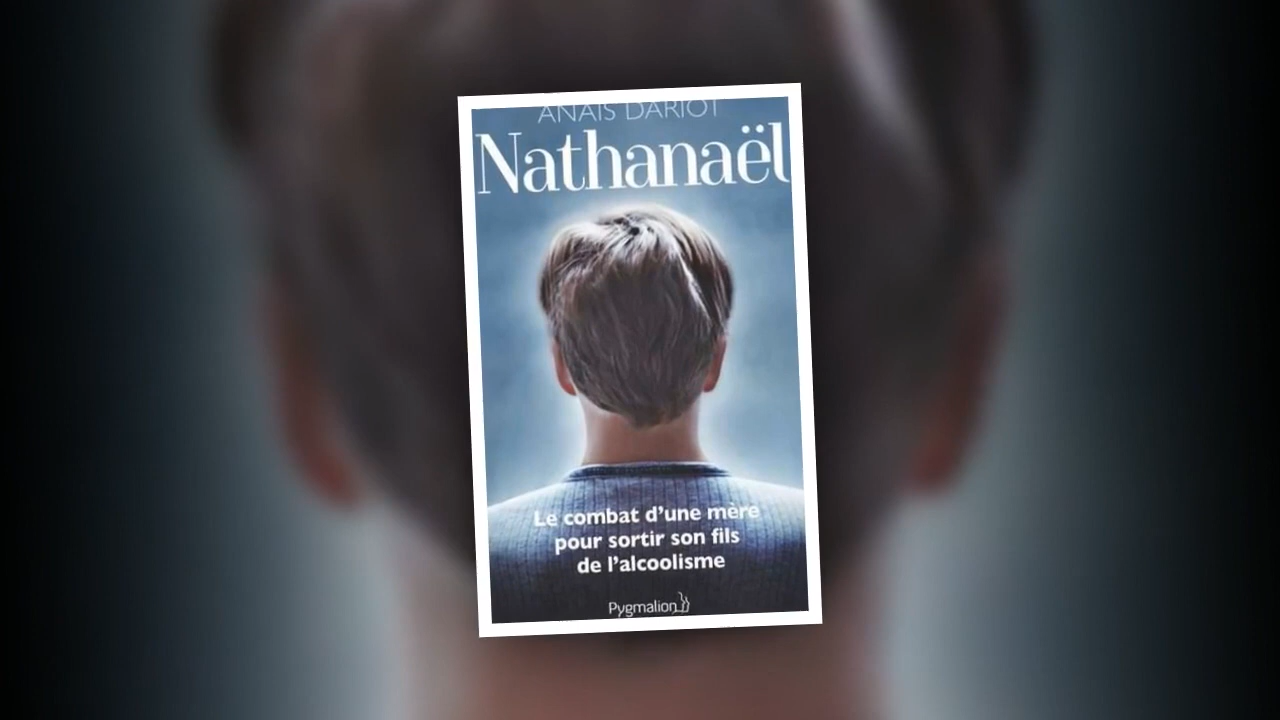 ANAÏS DARIOT
Nathanaël
Le combat d'une mère
pour sortir son fils
de l'alcoolisme
Pygmalion